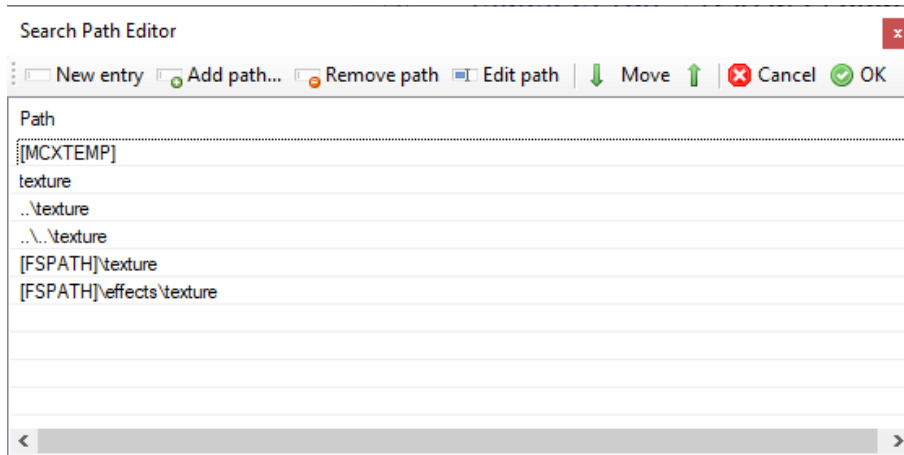 Search Path Editor
New entry Add path... Remove path Edit path Move Cancel OK
Path
[MCXTEMP]
texture
..\texture
..\..\texture
[FSPATH]\texture
[FSPATH]\effects\texture